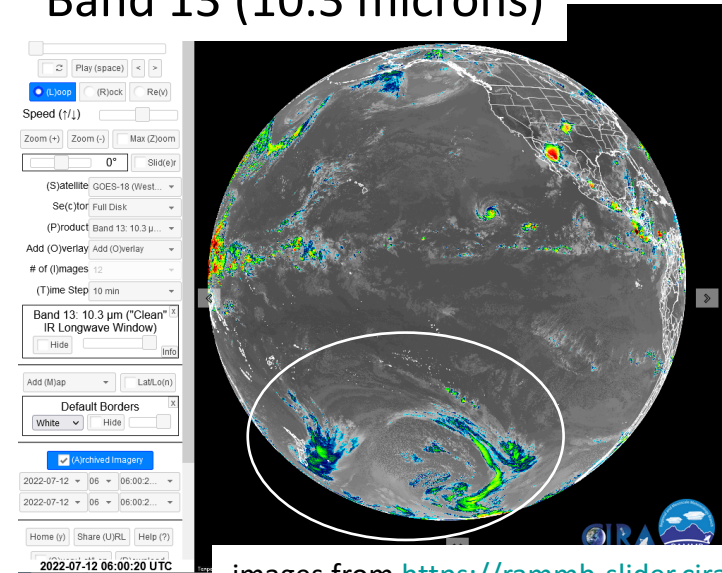 Band 13 (10.3 microns)
Play (space) < >
(L)oop (R)ock Re(v)
Speed (↑/↓)
Zoom (+) Zoom (-) Max (Z)oom
0° Slid(e)r
(S)atellite GOES-18 (West...
Se(c)tor Full Disk
(P)roduct Band 13: 10.3 µ...
Add (O)verlay Add (O)verlay
# of (I)mages 12
(T)ime Step 10 min
Band 13: 10.3 µm ("Clean" X
IR Longwave Window)
Hide
Info
Add (M)ap Lat/Lo(n)
Default Borders X
White Hide
(A)rchived Imagery
2022-07-12 06 06:00:2...
2022-07-12 06 06:00:2...
Home (y) Share (U)RL Help (?)
2022-07-12 06:00:20 UTC
CIRA
images from https://rammb-slider.cira